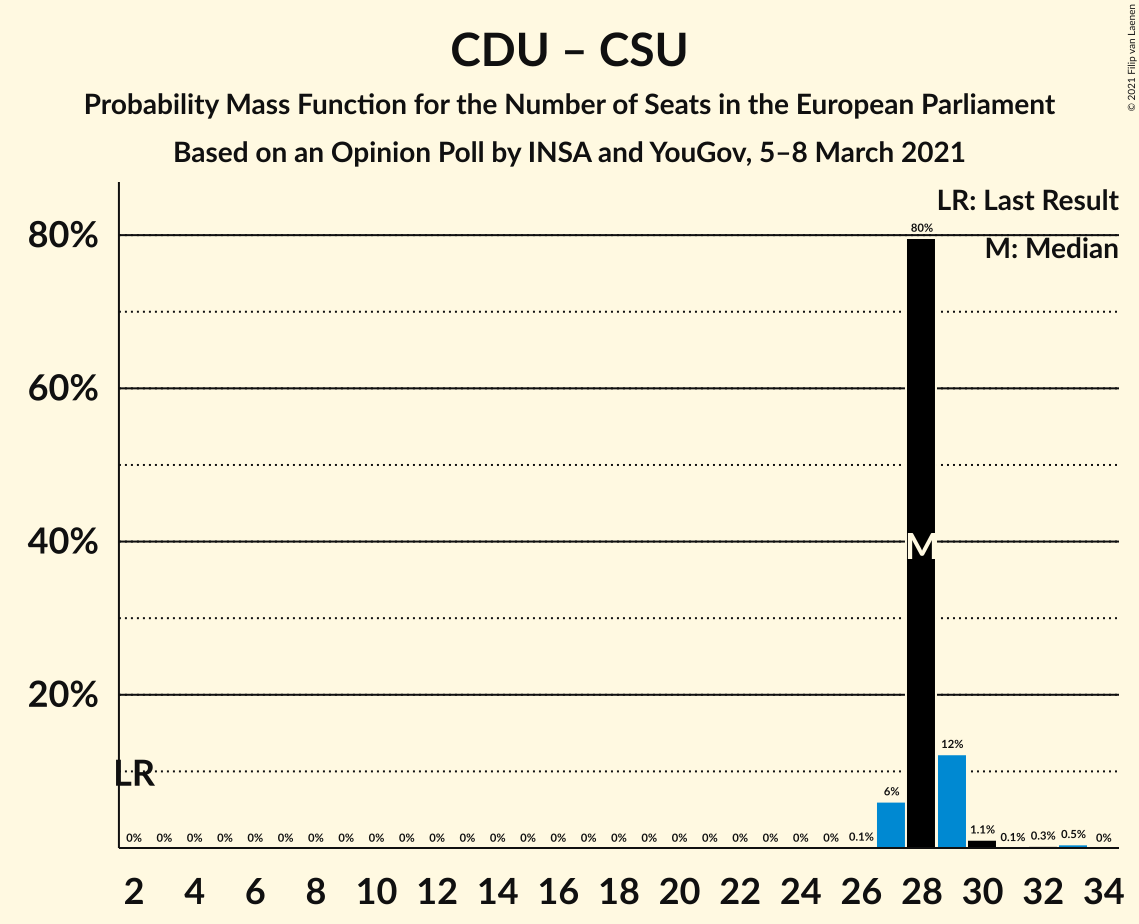 CDU – CSU
Probability Mass Function for the Number of Seats in the European Parliament
Based on an Opinion Poll by INSA and YouGov, 5–8 March 2021
© 2021 Filip van Laenen
LR: Last Result
M: Median
80%
60%
40%
20%
LR
M
0% 0% 0% 0% 0% 0% 0% 0% 0% 0% 0% 0% 0% 0% 0% 0% 0% 0% 0% 0% 0% 0% 0% 0% 0.1% 6% 80% 12% 1.1% 0.1% 0.3% 0.5% 0%
2 4 6 8 10 12 14 16 18 20 22 24 26 28 30 32 34